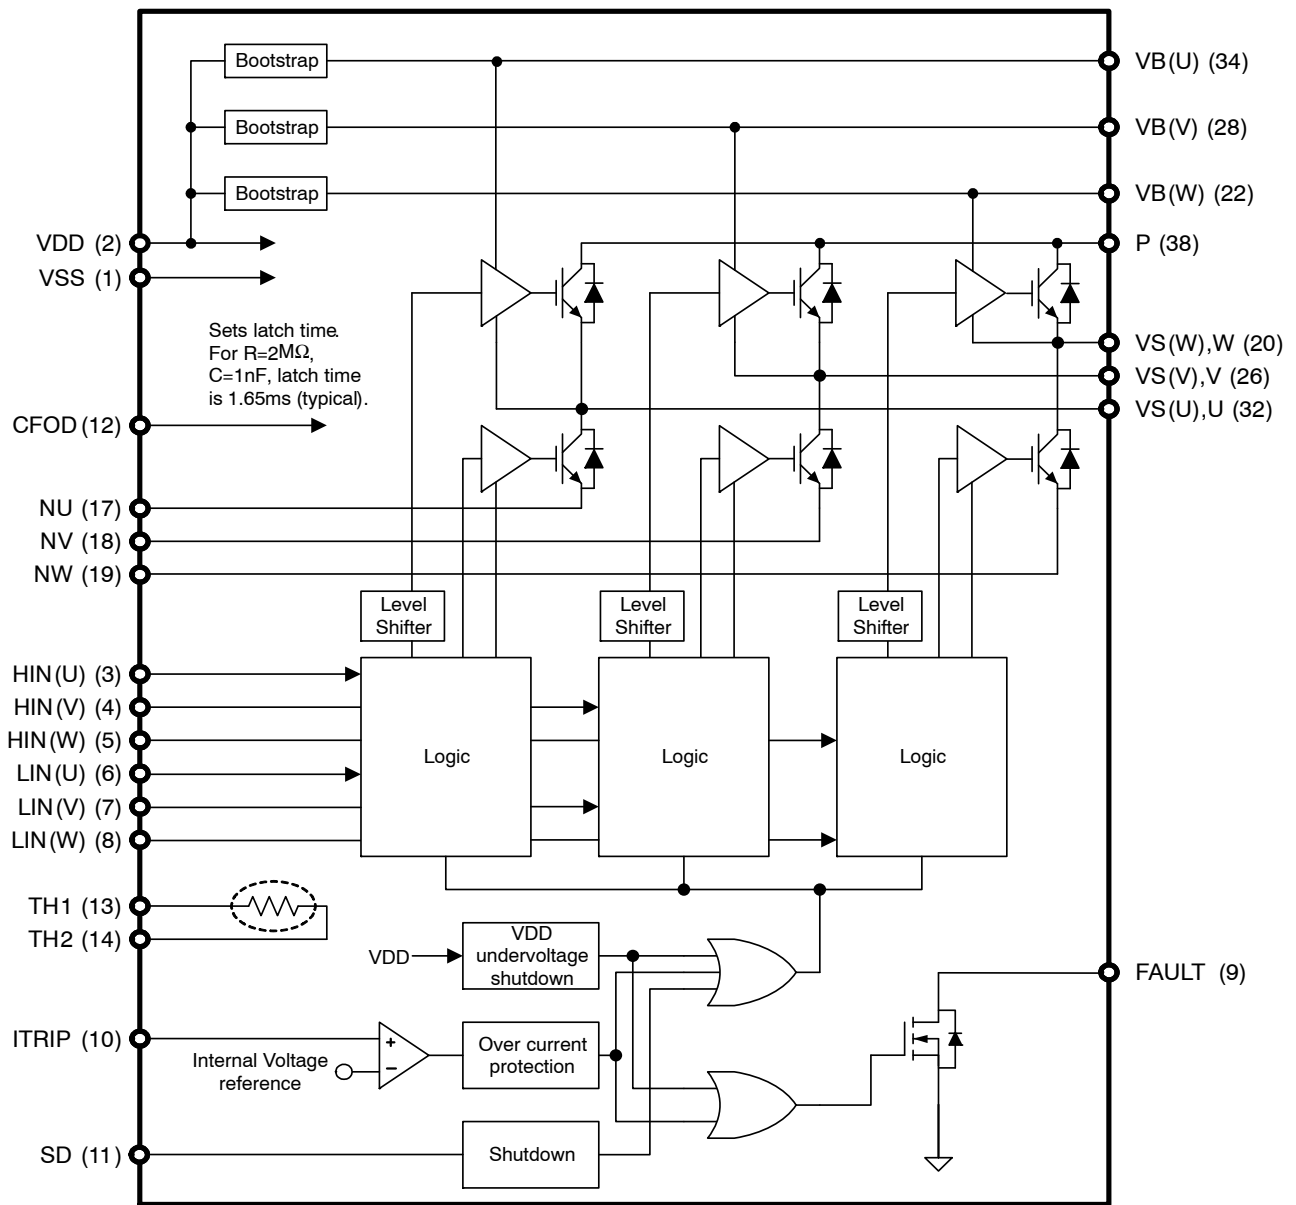 Bootstrap
VB(U) (34)
Bootstrap
VB(V) (28)
Bootstrap
VB(W) (22)
VDD (2)
P (38)
VSS (1)
Sets latch time.
For R=2MΩ,
C=1nF, latch time
is 1.65ms (typical).
VS(W),W (20)
VS(V),V (26)
VS(U),U (32)
CFOD (12)
NU (17)
NV (18)
NW (19)
Level
Shifter
Level
Shifter
Level
Shifter
HIN(U) (3)
HIN(V) (4)
HIN(W) (5)
LIN(U) (6)
LIN(V) (7)
LIN(W) (8)
Logic
Logic
Logic
TH1 (13)
TH2 (14)
VDD
VDD
undervoltage
shutdown
FAULT (9)
ITRIP (10)
+
−
Internal Voltage
reference
Over current
protection
SD (11)
Shutdown